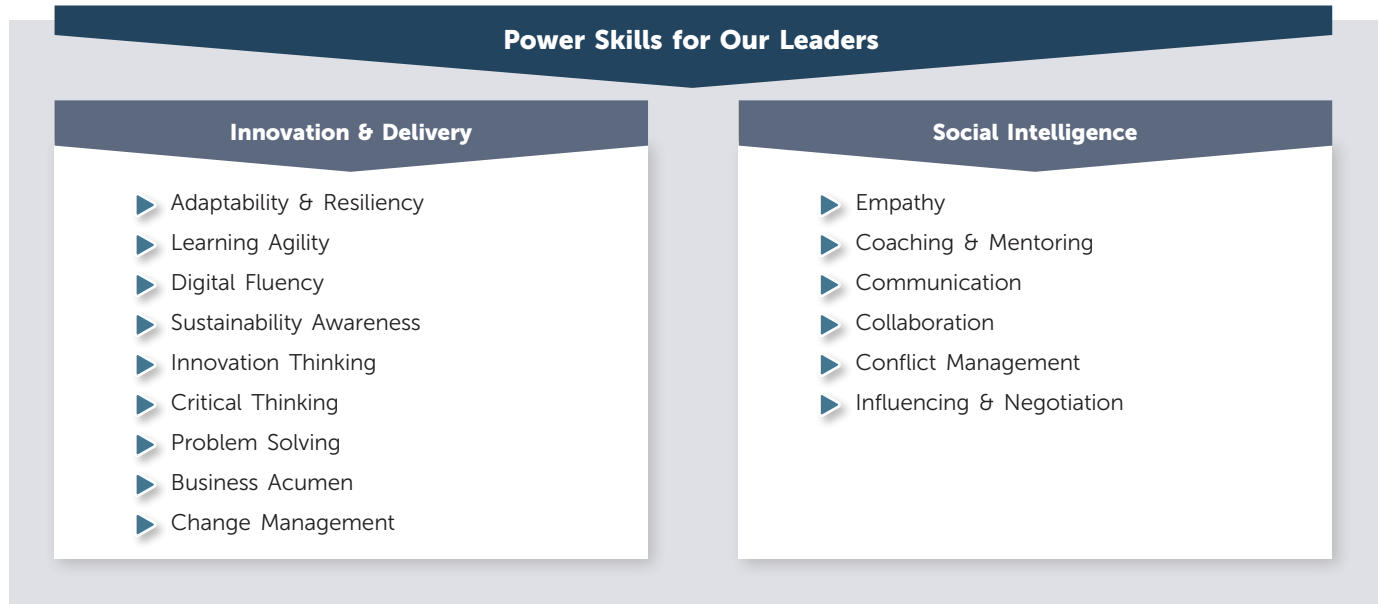 Power Skills for Our Leaders
Innovation & Delivery
Adaptability & Resiliency
Learning Agility
Digital Fluency
Sustainability Awareness
Innovation Thinking
Critical Thinking
Problem Solving
Business Acumen
Change Management
Social Intelligence
Empathy
Coaching & Mentoring
Communication
Collaboration
Conflict Management
Influencing & Negotiation